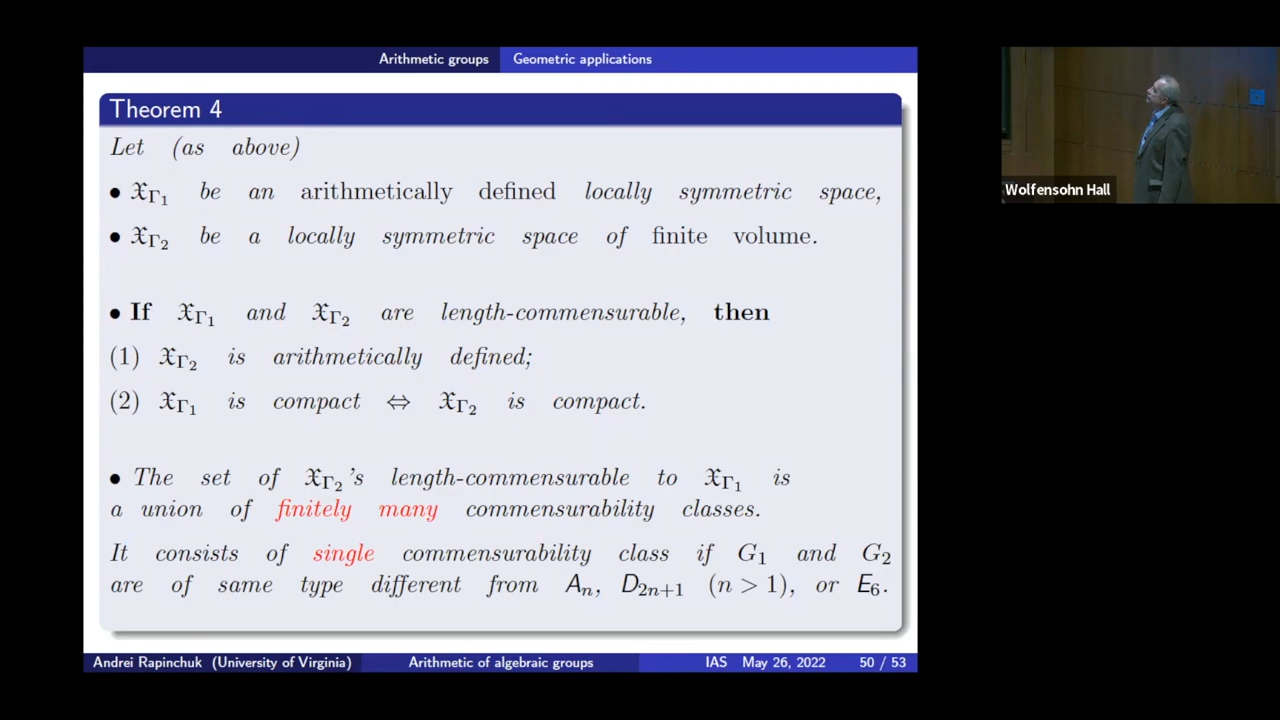 Arithmetic groups Geometric applications
Theorem 4
Let (as above)
• 𝔛_{Γ₁} be an arithmetically defined locally symmetric space,
• 𝔛_{Γ₂} be a locally symmetric space of finite volume.
• If 𝔛_{Γ₁} and 𝔛_{Γ₂} are length-commensurable, then
(1) 𝔛_{Γ₂} is arithmetically defined;
(2) 𝔛_{Γ₁} is compact ⇔ 𝔛_{Γ₂} is compact.
• The set of 𝔛_{Γ₂}'s length-commensurable to 𝔛_{Γ₁} is
a union of finitely many commensurability classes.
It consists of single commensurability class if G₁ and G₂
are of same type different from Aₙ, D₂ₙ₊₁ (n > 1), or E₆.
Andrei Rapinchuk (University of Virginia) Arithmetic of algebraic groups IAS May 26, 2022 50 / 53
Wolfensohn Hall